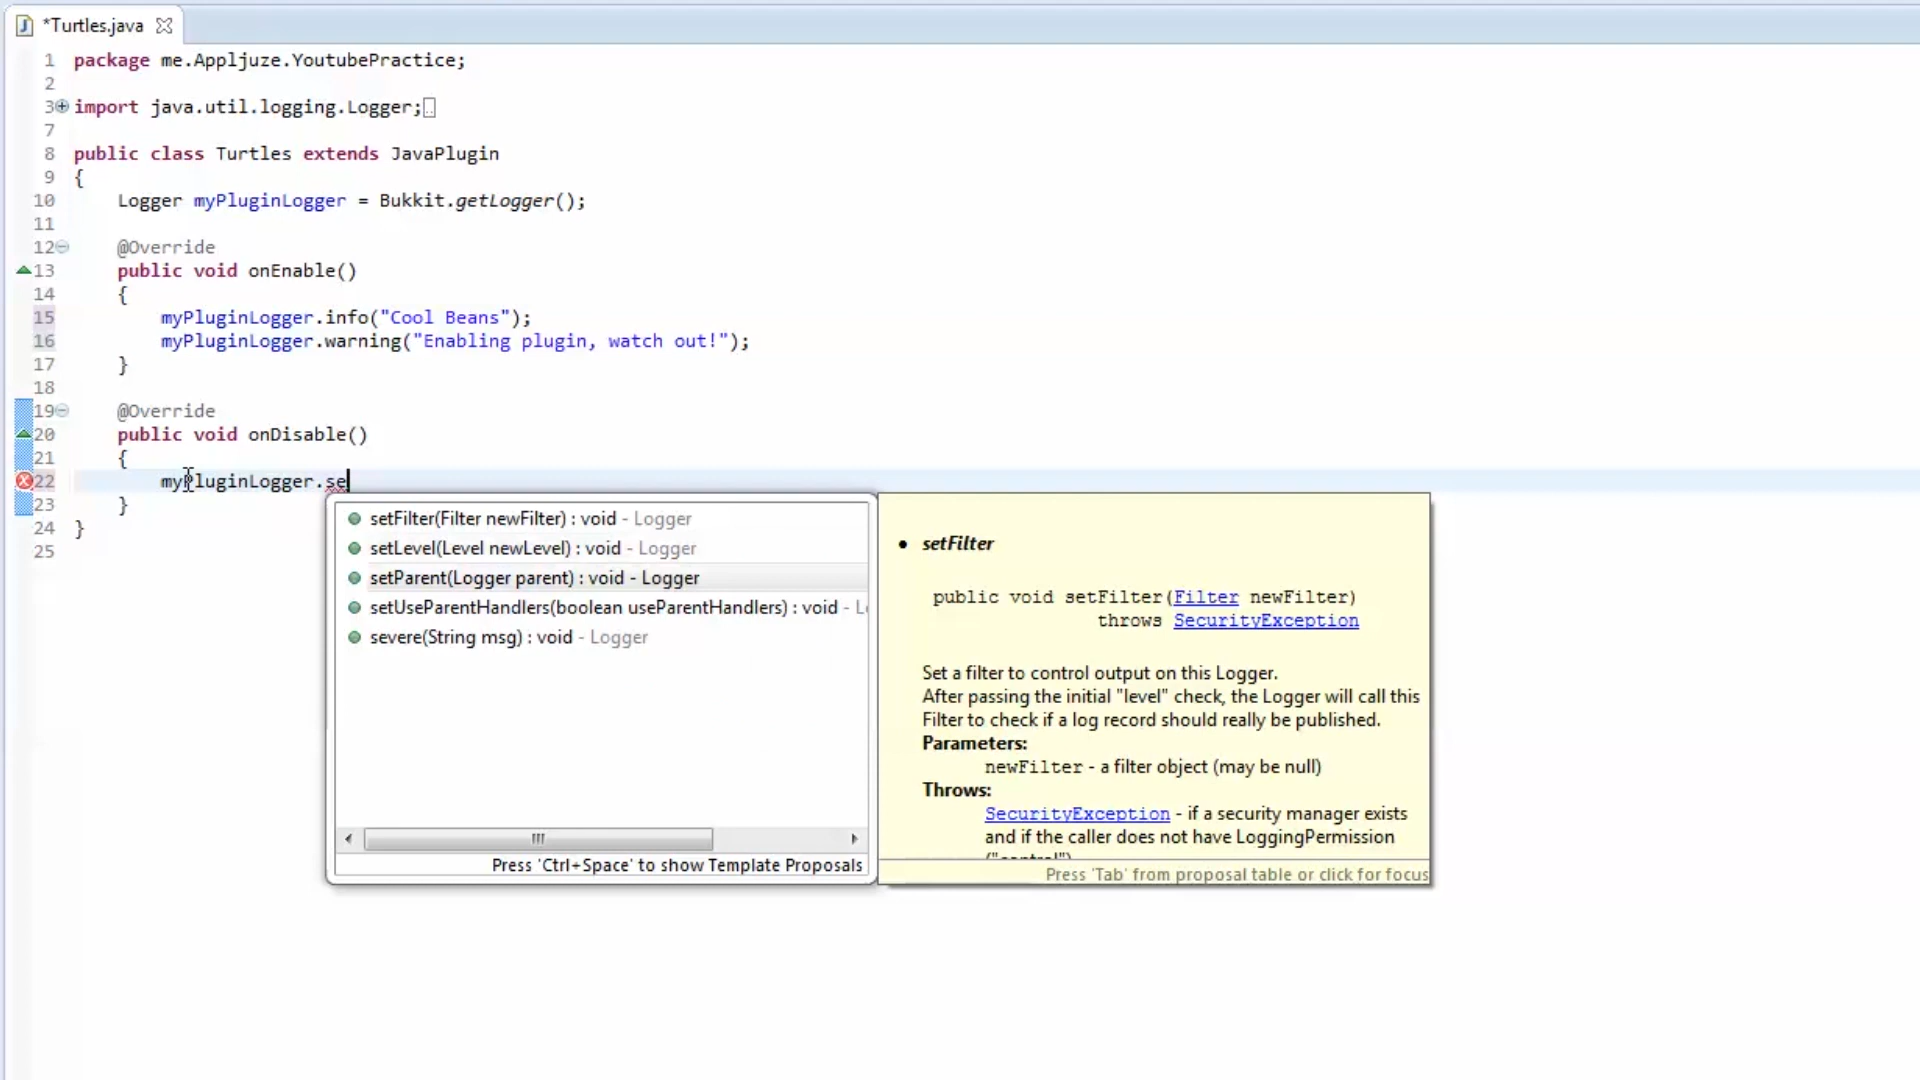 *Turtles.java
1 package me.Appljuze.YoutubePractice;
2
3 import java.util.logging.Logger;
7
8 public class Turtles extends JavaPlugin
9 {
10 Logger myPluginLogger = Bukkit.getLogger();
11
12 @Override
13 public void onEnable()
14 {
15 myPluginLogger.info("Cool Beans");
16 myPluginLogger.warning("Enabling plugin, watch out!");
17 }
18
19 @Override
20 public void onDisable()
21 {
22 myPluginLogger.se
23 }
24 }
25
setFilter(Filter newFilter) : void - Logger
setLevel(Level newLevel) : void - Logger
setParent(Logger parent) : void - Logger
setUseParentHandlers(boolean useParentHandlers) : void - L
severe(String msg) : void - Logger
Press 'Ctrl+Space' to show Template Proposals
• setFilter
public void setFilter(Filter newFilter)
throws SecurityException
Set a filter to control output on this Logger.
After passing the initial "level" check, the Logger will call this
Filter to check if a log record should really be published.
Parameters:
newFilter - a filter object (may be null)
Throws:
SecurityException - if a security manager exists
and if the caller does not have LoggingPermission
("control")
Press 'Tab' from proposal table or click for focus